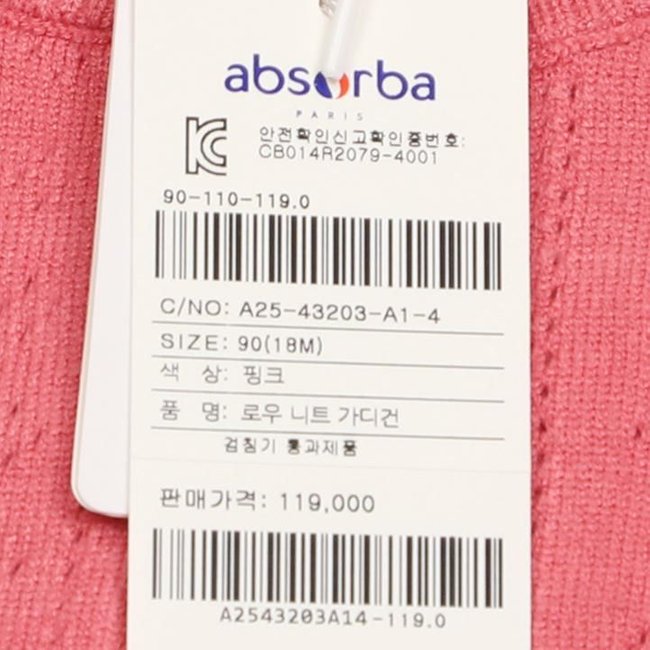 absorba
PARIS
안전확인신고확인증번호:
CB014R2079-4001
90-110-119.0
C/NO: A25-43203-A1-4
SIZE: 90(18M)
색 상: 핑크
품 명: 로우 니트 가디건
검침기 통과제품
판매가격: 119,000
A2543203A14-119.0